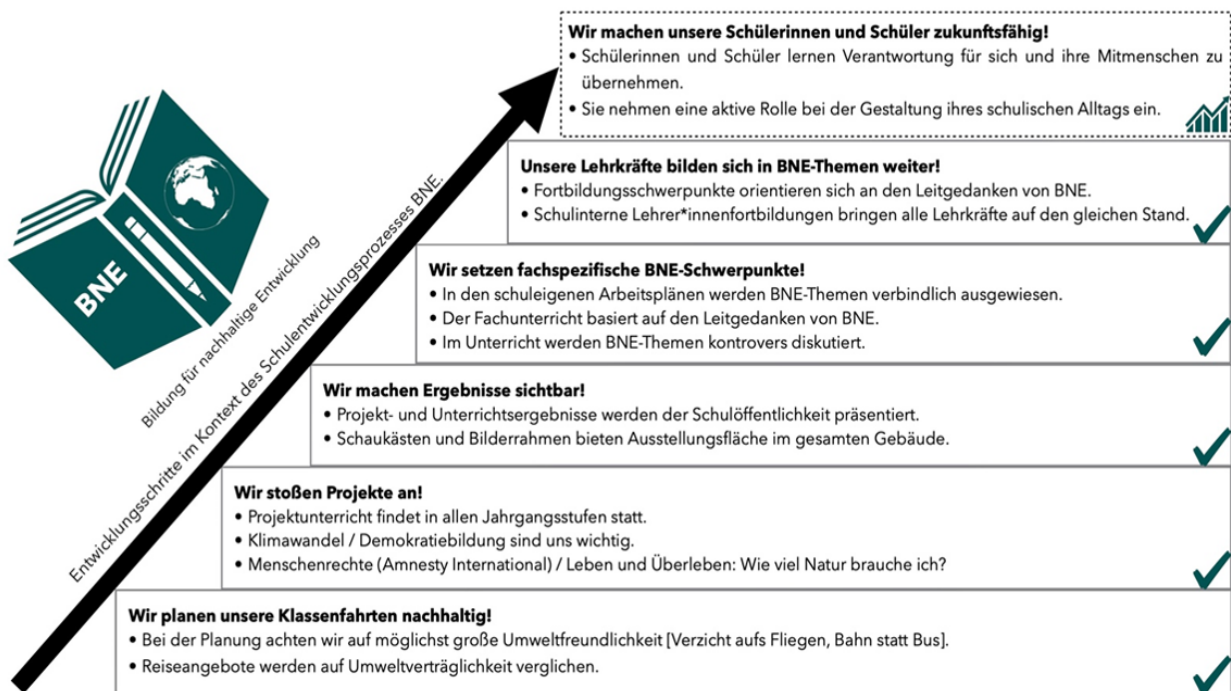 Wir machen unsere Schülerinnen und Schüler zukunftsfähig!
• Schülerinnen und Schüler lernen Verantwortung für sich und ihre Mitmenschen zu
übernehmen.
• Sie nehmen eine aktive Rolle bei der Gestaltung ihres schulischen Alltags ein.
Unsere Lehrkräfte bilden sich in BNE-Themen weiter!
• Fortbildungsschwerpunkte orientieren sich an den Leitgedanken von BNE.
• Schulinterne Lehrer*innenfortbildungen bringen alle Lehrkräfte auf den gleichen Stand.
Wir setzen fachspezifische BNE-Schwerpunkte!
• In den schuleigenen Arbeitsplänen werden BNE-Themen verbindlich ausgewiesen.
• Der Fachunterricht basiert auf den Leitgedanken von BNE.
• Im Unterricht werden BNE-Themen kontrovers diskutiert.
Wir machen Ergebnisse sichtbar!
• Projekt- und Unterrichtsergebnisse werden der Schulöffentlichkeit präsentiert.
• Schaukästen und Bilderrahmen bieten Ausstellungsfläche im gesamten Gebäude.
Wir stoßen Projekte an!
• Projektunterricht findet in allen Jahrgangsstufen statt.
• Klimawandel / Demokratiebildung sind uns wichtig.
• Menschenrechte (Amnesty International) / Leben und Überleben: Wie viel Natur brauche ich?
Wir planen unsere Klassenfahrten nachhaltig!
• Bei der Planung achten wir auf möglichst große Umweltfreundlichkeit [Verzicht aufs Fliegen, Bahn statt Bus].
• Reiseangebote werden auf Umweltverträglichkeit verglichen.
BNE
Bildung für nachhaltige Entwicklung
Entwicklungsschritte im Kontext des Schulentwicklungsprozesses BNE.